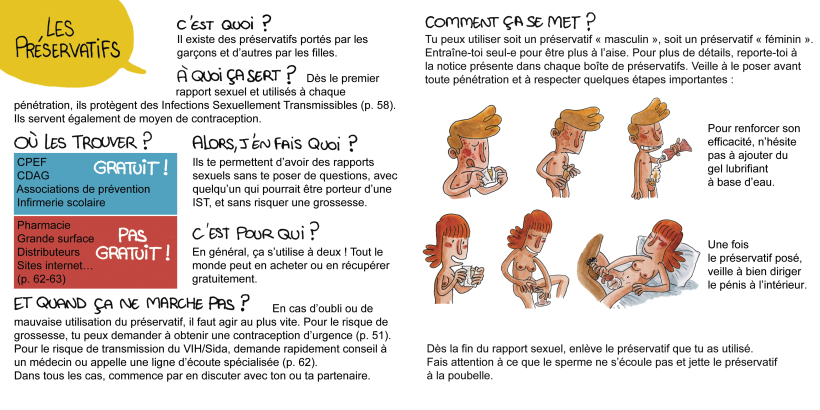 LES
PRÉSERVATIFS
C'EST QUOI ?
Il existe des préservatifs portés par les
garçons et d'autres par les filles.
À QUOI ÇA SERT ? Dès le premier
rapport sexuel et utilisés à chaque
pénétration, ils protègent des Infections Sexuellement Transmissibles (p. 58).
Ils servent également de moyen de contraception.
OÙ LES TROUVER ?
CPEF
CDAG
Associations de prévention
Infirmerie scolaire
GRATUIT !
Pharmacie
Grande surface
Distributeurs
Sites internet...
(p. 62-63)
PAS
GRATUIT !
ALORS, J'EN FAIS QUOI ?
Ils te permettent d'avoir des rapports
sexuels sans te poser de questions, avec
quelqu'un qui pourrait être porteur d'une
IST, et sans risquer une grossesse.
C'EST POUR QUI ?
En général, ça s'utilise à deux ! Tout le
monde peut en acheter ou en récupérer
gratuitement.
ET QUAND ÇA NE MARCHE PAS ? En cas d'oubli ou de
mauvaise utilisation du préservatif, il faut agir au plus vite. Pour le risque de
grossesse, tu peux demander à obtenir une contraception d'urgence (p. 51).
Pour le risque de transmission du VIH/Sida, demande rapidement conseil à
un médecin ou appelle une ligne d'écoute spécialisée (p. 62).
Dans tous les cas, commence par en discuter avec ton ou ta partenaire.
COMMENT ÇA SE MET ?
Tu peux utiliser soit un préservatif « masculin », soit un préservatif « féminin ».
Entraîne-toi seul-e pour être plus à l'aise. Pour plus de détails, reporte-toi à
la notice présente dans chaque boîte de préservatifs. Veille à le poser avant
toute pénétration et à respecter quelques étapes importantes :
Pour renforcer son
efficacité, n'hésite
pas à ajouter du
gel lubrifiant
à base d'eau.
Une fois
le préservatif posé,
veille à bien diriger
le pénis à l'intérieur.
Dès la fin du rapport sexuel, enlève le préservatif que tu as utilisé.
Fais attention à ce que le sperme ne s'écoule pas et jette le préservatif
à la poubelle.